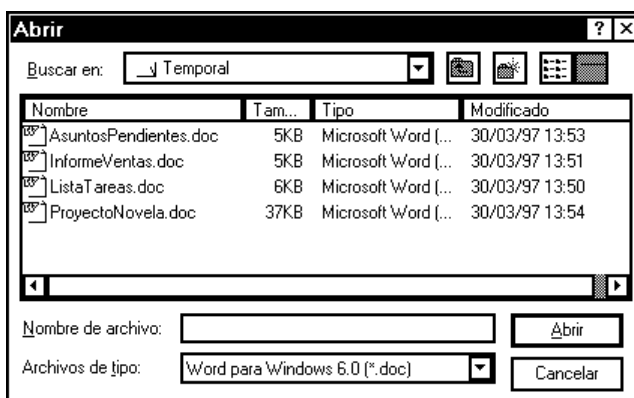 Abrir ? X
Buscar en: Temporal
Nombre Tam... Tipo Modificado
AsuntosPendientes.doc 5KB Microsoft Word (... 30/03/97 13:53
InformeVentas.doc 5KB Microsoft Word (... 30/03/97 13:51
ListaTareas.doc 6KB Microsoft Word (... 30/03/97 13:50
ProyectoNovela.doc 37KB Microsoft Word (... 30/03/97 13:54
Nombre de archivo: Abrir
Archivos de tipo: Word para Windows 6.0 (*.doc) Cancelar